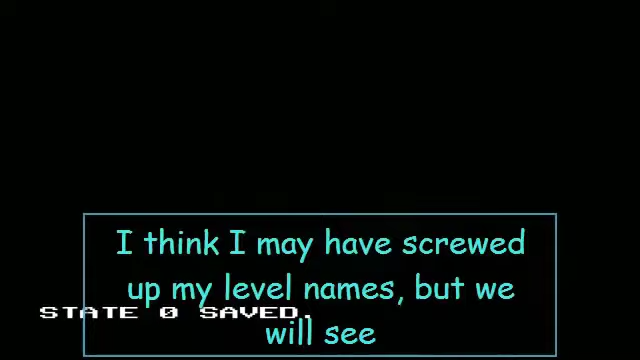 I think I may have screwed
up my level names, but we
STATE 0 SAVED.
will see